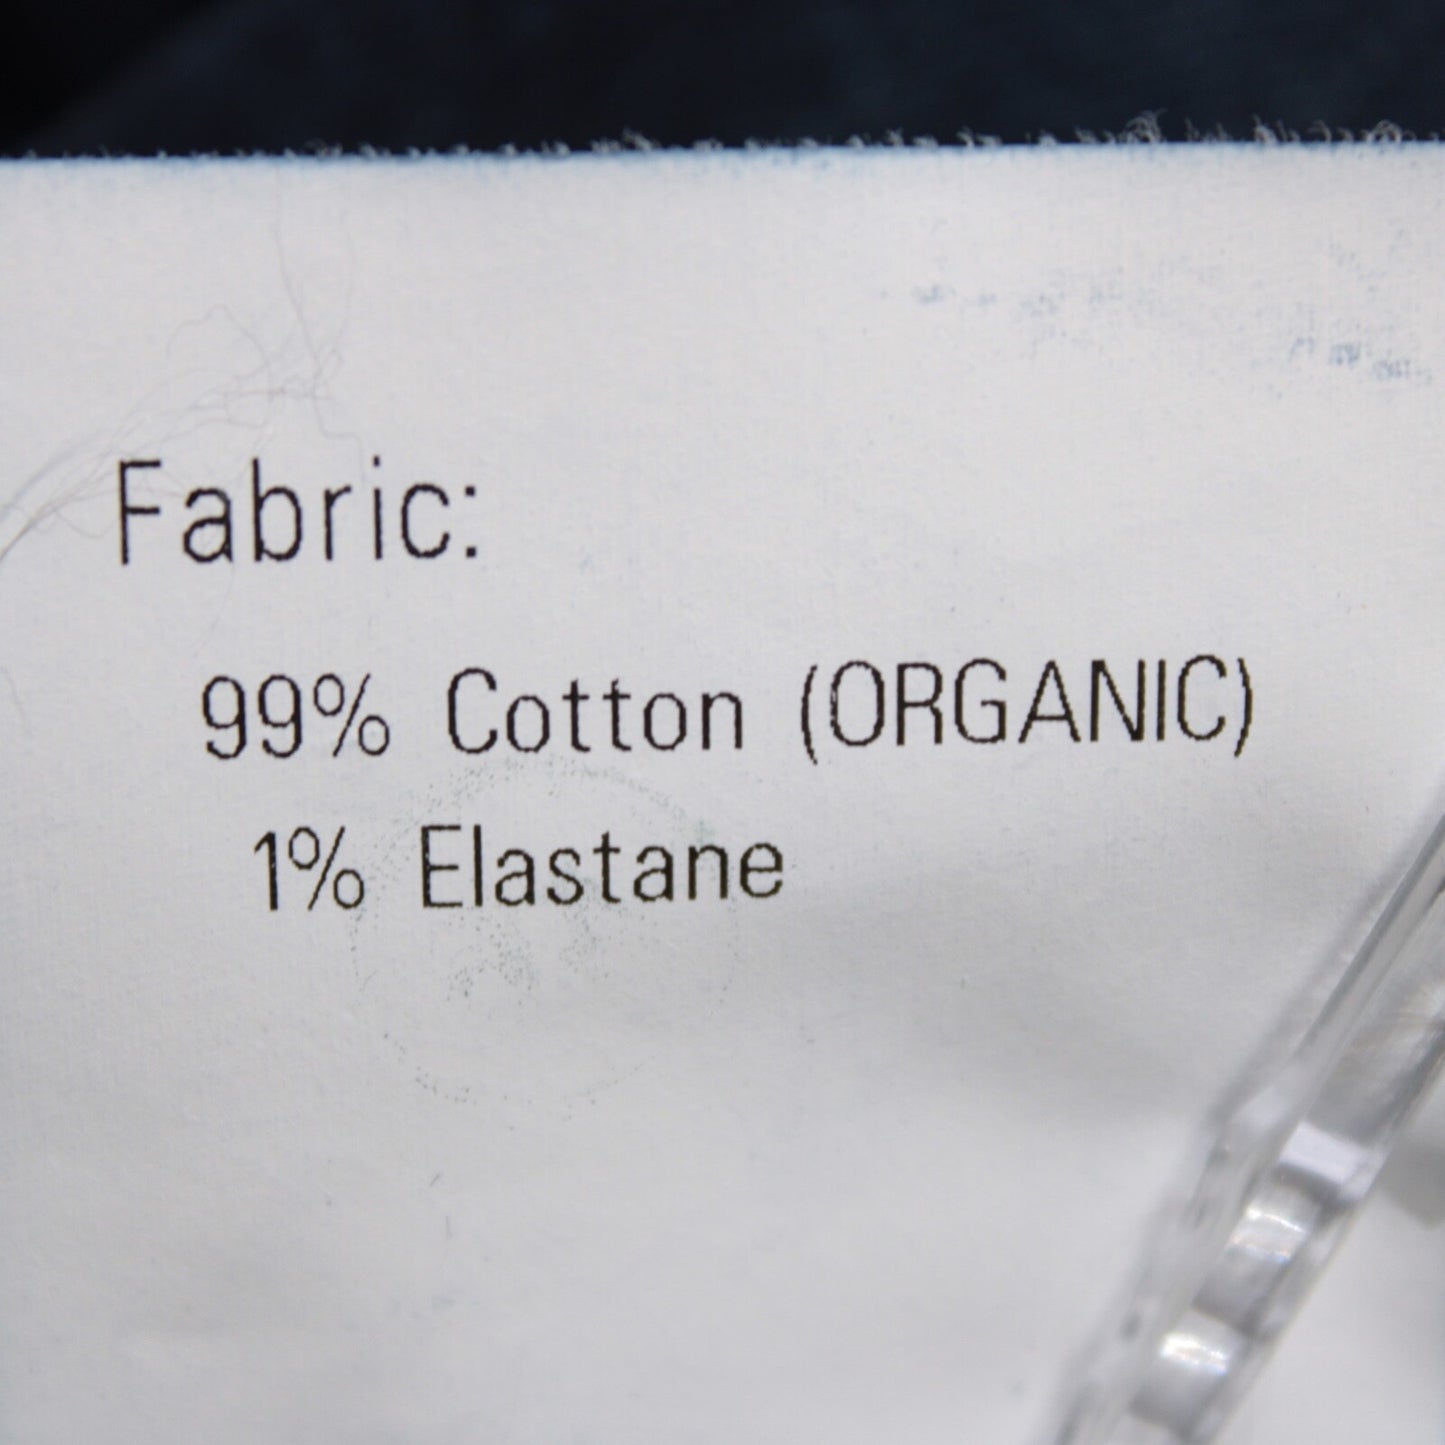 Fabric:
99% Cotton (ORGANIC)
1% Elastane